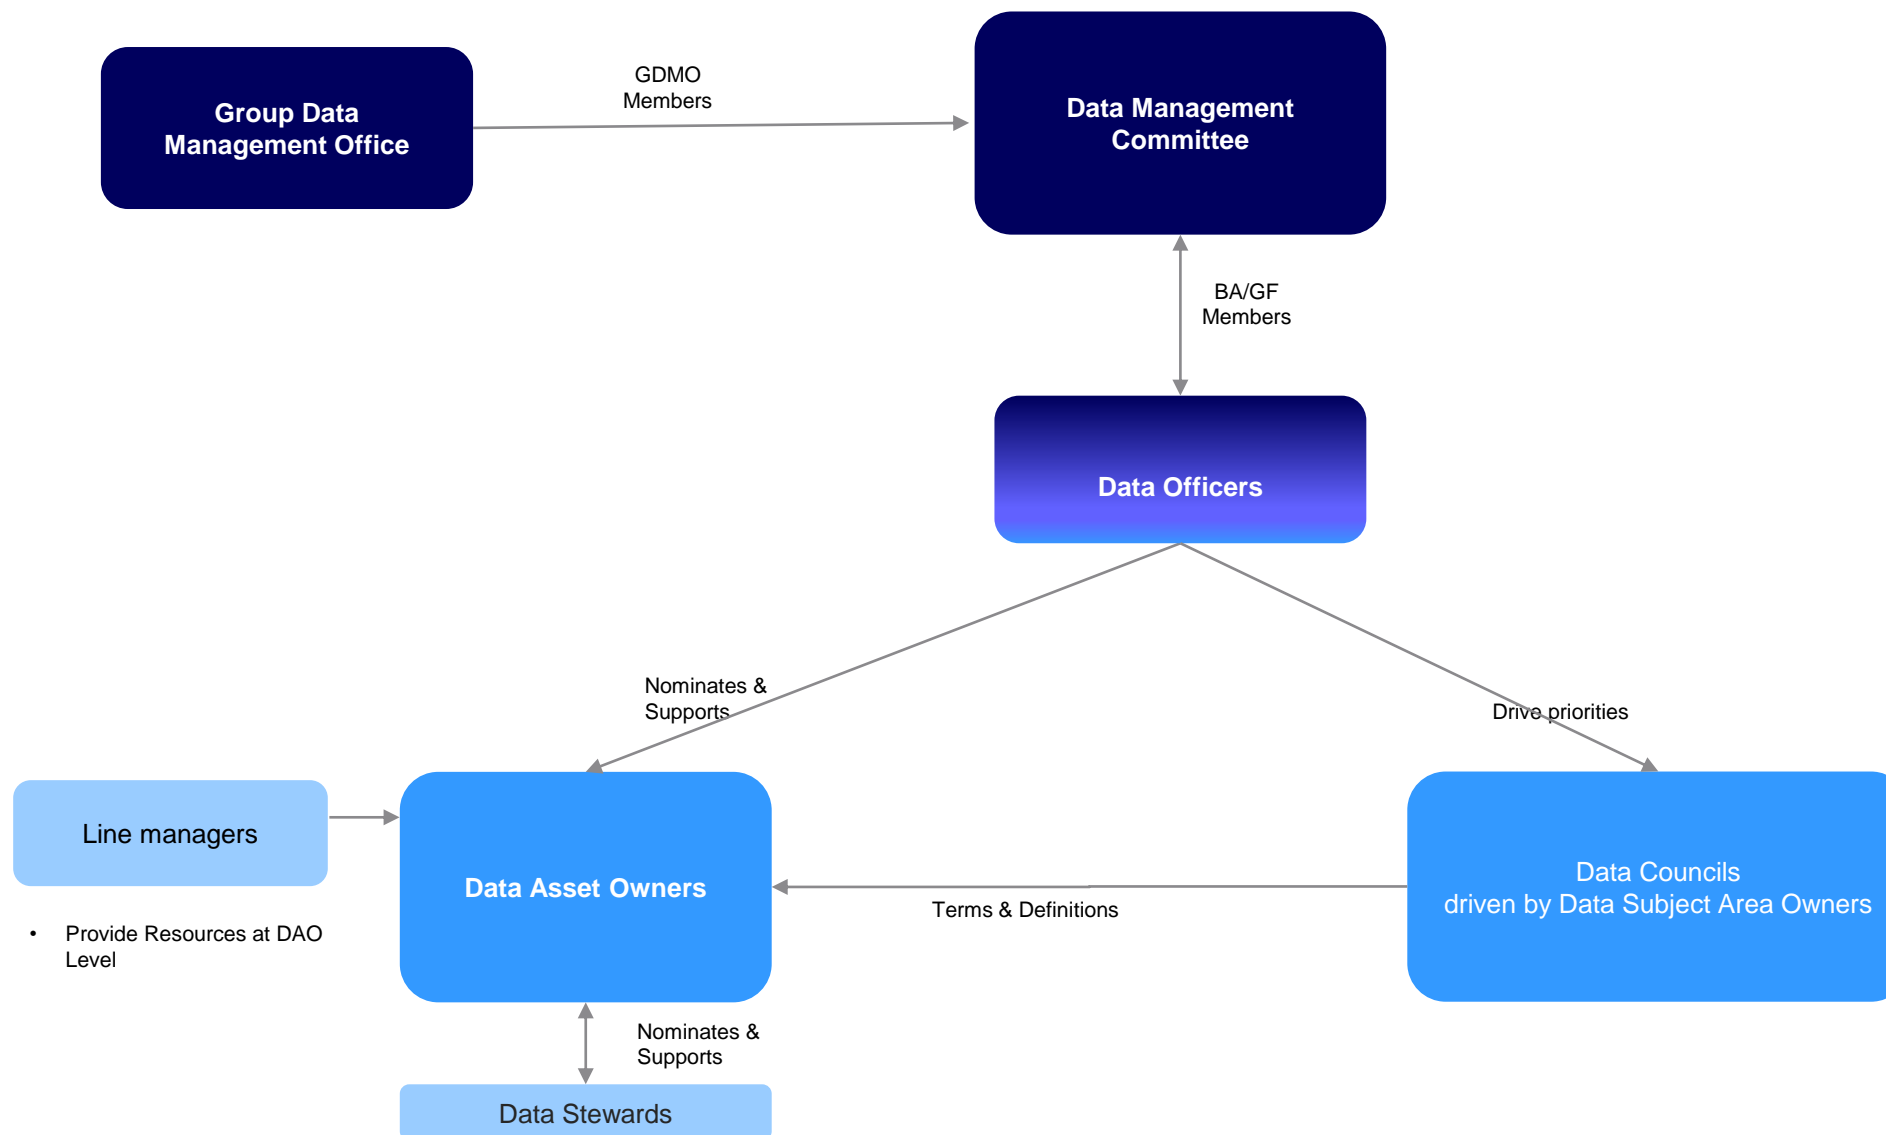 GDMO
Members
Group Data
Management Office
Data Management
Committee
BA/GF
Members
Data Officers
Nominates &
Supports
Drive priorities
Line managers
Data Asset Owners
Data Councils
driven by Data Subject Area Owners
Terms & Definitions
• Provide Resources at DAO
Level
Nominates &
Supports
Data Stewards